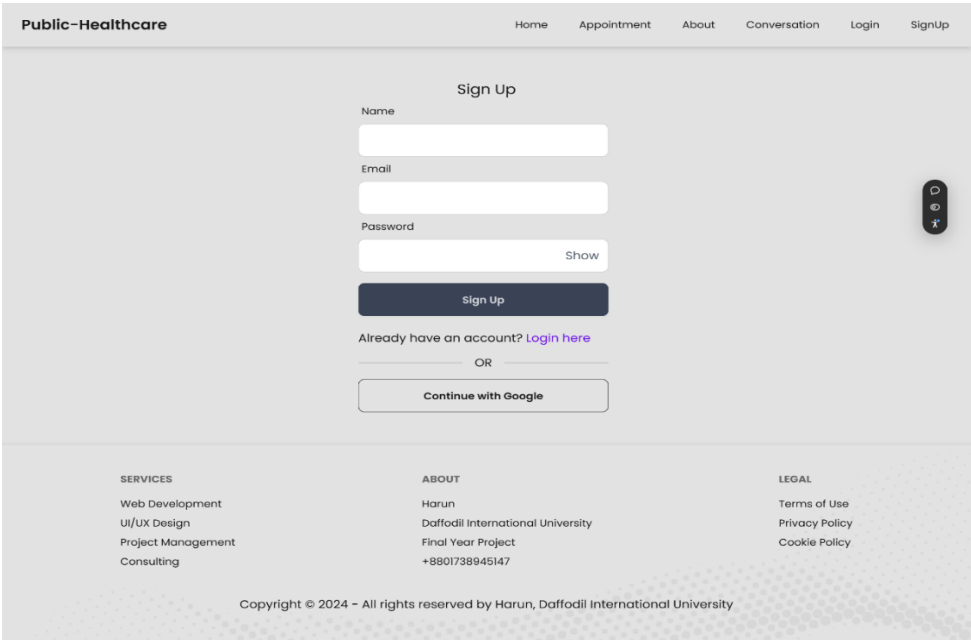 Public-Healthcare
Home Appointment About Conversation Login SignUp
Sign Up
Name
Email
Password
Show
Sign Up
Already have an account? Login here
OR
Continue with Google
SERVICES
Web Development
UI/UX Design
Project Management
Consulting
ABOUT
Harun
Daffodil International University
Final Year Project
+8801738945147
LEGAL
Terms of Use
Privacy Policy
Cookie Policy
Copyright © 2024 - All rights reserved by Harun, Daffodil International University